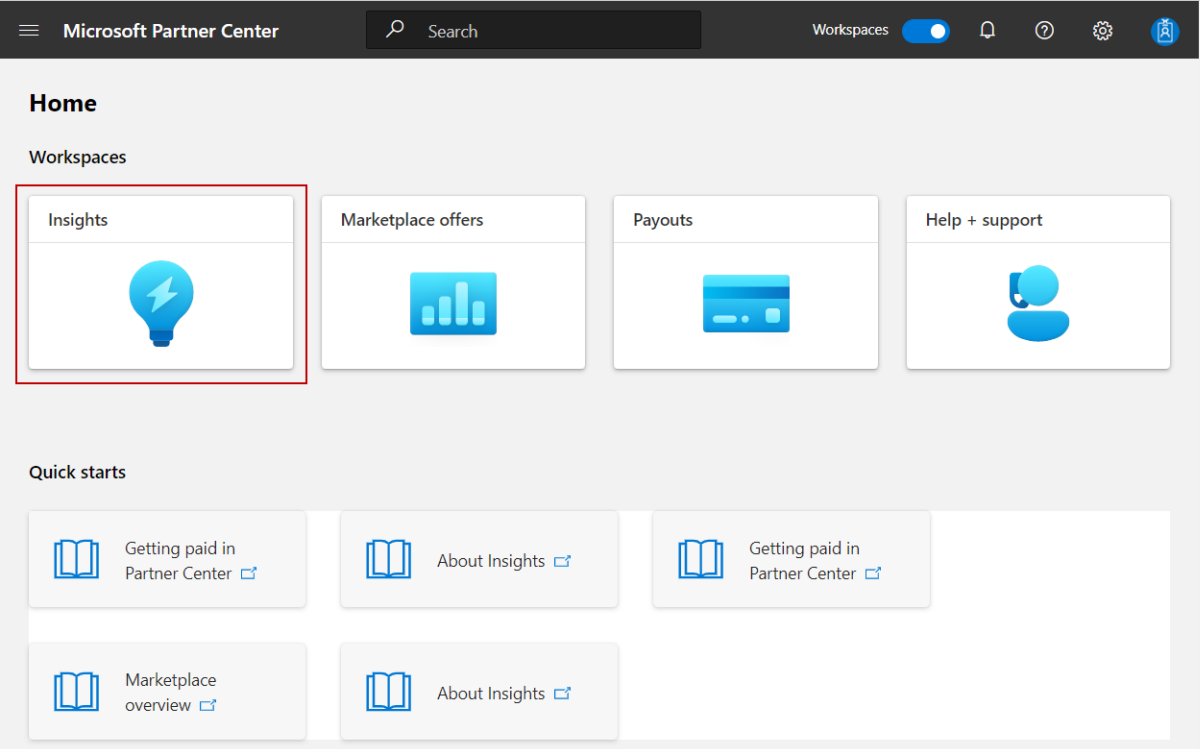 Microsoft Partner Center
Search
Workspaces
Home
Workspaces
Insights
Marketplace offers
Payouts
Help + support
Quick starts
Getting paid in
Partner Center
About Insights
Getting paid in
Partner Center
Marketplace
overview
About Insights